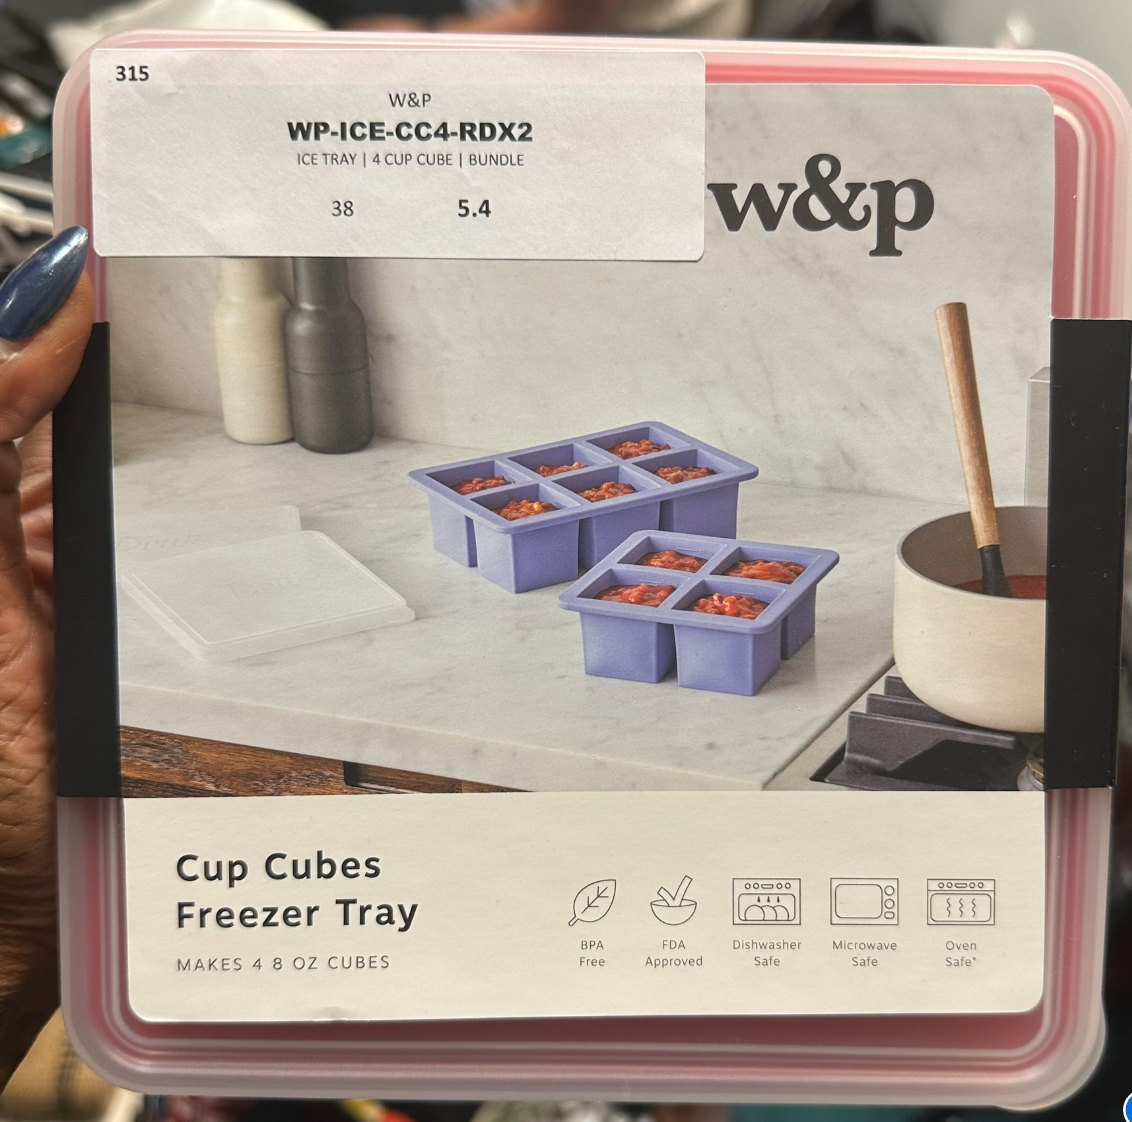 315
W&P
WP-ICE-CC4-RDX2
ICE TRAY | 4 CUP CUBE | BUNDLE
38 5.4
w&p
Cup Cubes
Freezer Tray
MAKES 4 8 OZ CUBES
BPA
Free
FDA
Approved
Dishwasher
Safe
Microwave
Safe
Oven
Safe*